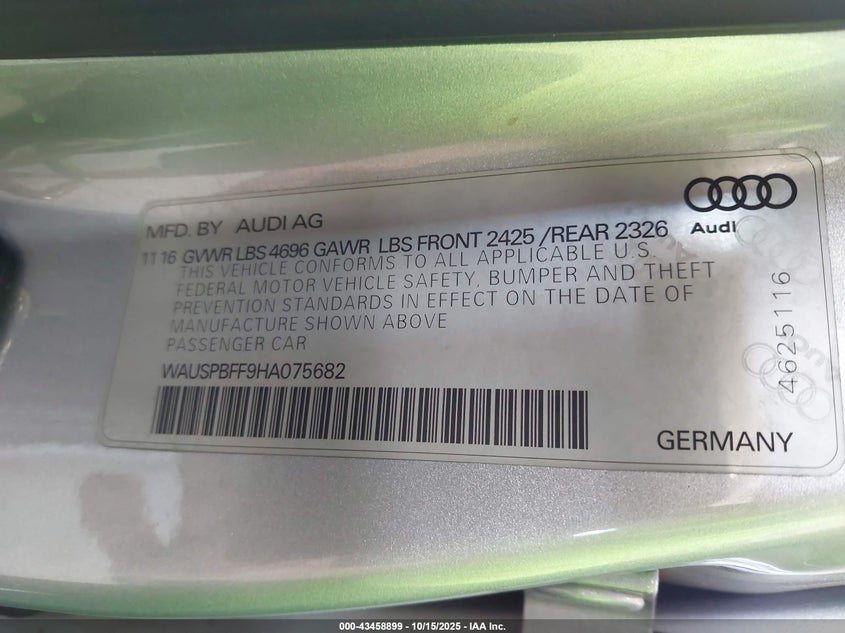 MFD. BY AUDI AG
11 16 GVWR LBS 4696 GAWR LBS FRONT 2425 /REAR 2326
THIS VEHICLE CONFORMS TO ALL APPLICABLE U.S.
FEDERAL MOTOR VEHICLE SAFETY, BUMPER AND THEFT
PREVENTION STANDARDS IN EFFECT ON THE DATE OF
MANUFACTURE SHOWN ABOVE
PASSENGER CAR
WAUSPBFF9HA075682
Audi
4625116
GERMANY
000-43458899 - 10/15/2025 - IAA Inc.